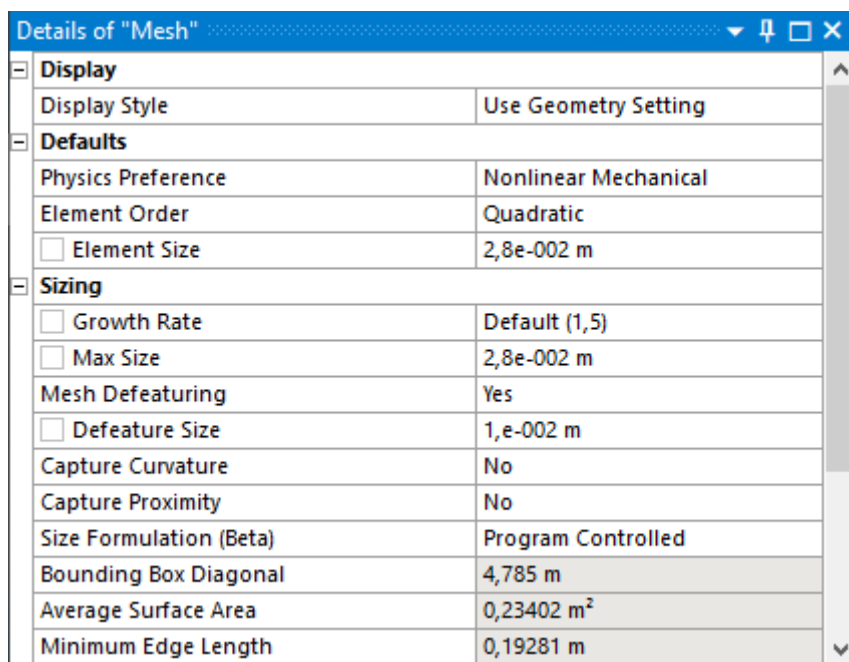 Details of "Mesh"
Display
Display Style Use Geometry Setting
Defaults
Physics Preference Nonlinear Mechanical
Element Order Quadratic
Element Size 2,8e-002 m
Sizing
Growth Rate Default (1,5)
Max Size 2,8e-002 m
Mesh Defeaturing Yes
Defeature Size 1,e-002 m
Capture Curvature No
Capture Proximity No
Size Formulation (Beta) Program Controlled
Bounding Box Diagonal 4,785 m
Average Surface Area 0,23402 m²
Minimum Edge Length 0,19281 m